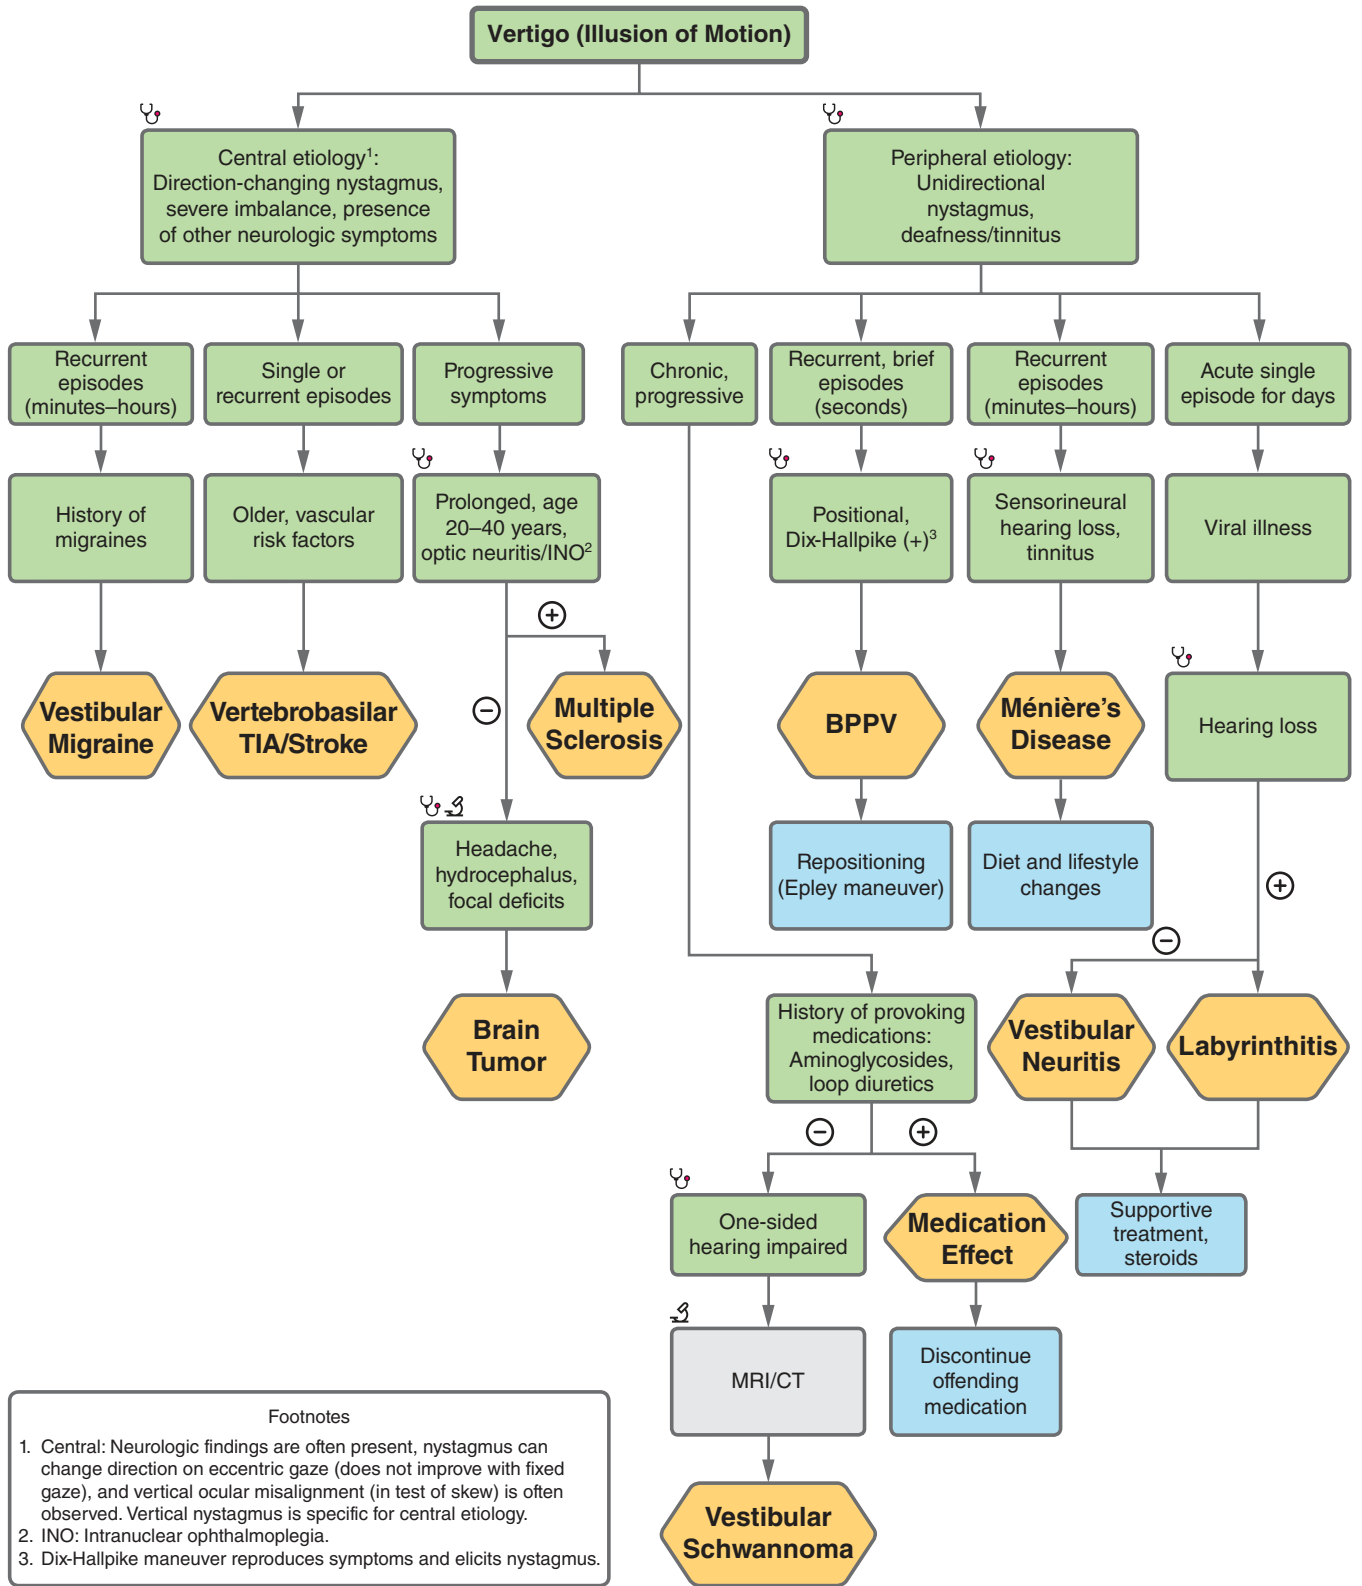 Vertigo (Illusion of Motion)
Central etiology1:
Direction-changing nystagmus,
severe imbalance, presence
of other neurologic symptoms
Peripheral etiology:
Unidirectional
nystagmus,
deafness/tinnitus
Recurrent
episodes
(minutes–hours)
Single or
recurrent episodes
Progressive
symptoms
Chronic,
progressive
Recurrent, brief
episodes
(seconds)
Recurrent
episodes
(minutes–hours)
Acute single
episode for days
History of
migraines
Older, vascular
risk factors
Prolonged, age
20–40 years,
optic neuritis/INO2
Positional,
Dix-Hallpike (+)3
Sensorineural
hearing loss,
tinnitus
Viral illness
+
−
Vestibular
Migraine
Vertebrobasilar
TIA/Stroke
Multiple
Sclerosis
BPPV
Ménière’s
Disease
Hearing loss
Headache,
hydrocephalus,
focal deficits
Repositioning
(Epley maneuver)
Diet and lifestyle
changes
+
−
Brain
Tumor
History of provoking
medications:
Aminoglycosides,
loop diuretics
Vestibular
Neuritis
Labyrinthitis
−
+
One-sided
hearing impaired
Medication
Effect
Supportive
treatment,
steroids
MRI/CT
Discontinue
offending
medication
Vestibular
Schwannoma
Footnotes
1. Central: Neurologic findings are often present, nystagmus can
change direction on eccentric gaze (does not improve with fixed
gaze), and vertical ocular misalignment (in test of skew) is often
observed. Vertical nystagmus is specific for central etiology.
2. INO: Intranuclear ophthalmoplegia.
3. Dix-Hallpike maneuver reproduces symptoms and elicits nystagmus.